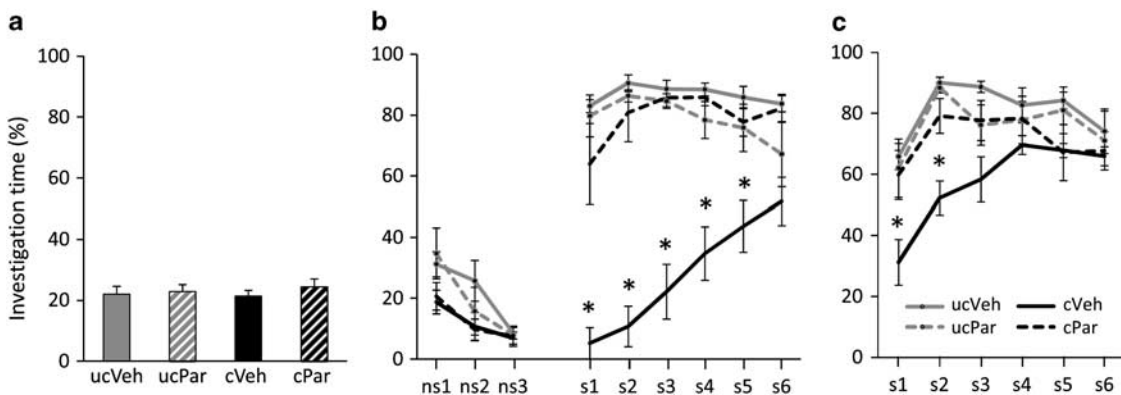 a
Investigation time (%)
100
80
60
40
20
0
ucVeh ucPar cVeh cPar
b
100
80
60
40
20
0
* * * * *
ns1 ns2 ns3 s1 s2 s3 s4 s5 s6
c
100
80
60
40
20
0
* *
ucVeh cVeh
ucPar cPar
s1 s2 s3 s4 s5 s6